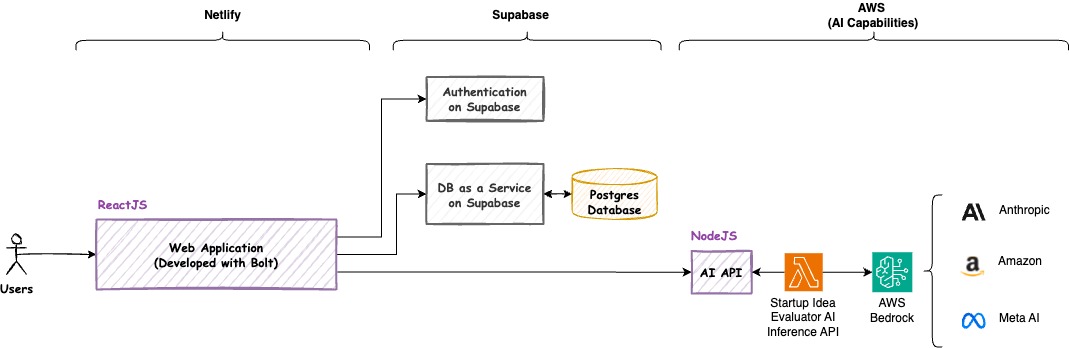 Netlify
Supabase
AWS
(AI Capabilities)
Authentication
on Supabase
DB as a Service
on Supabase
Postgres
Database
ReactJS
Web Application
(Developed with Bolt)
Users
NodeJS
AI API
Startup Idea
Evaluator AI
Inference API
AWS
Bedrock
Anthropic
Amazon
Meta AI